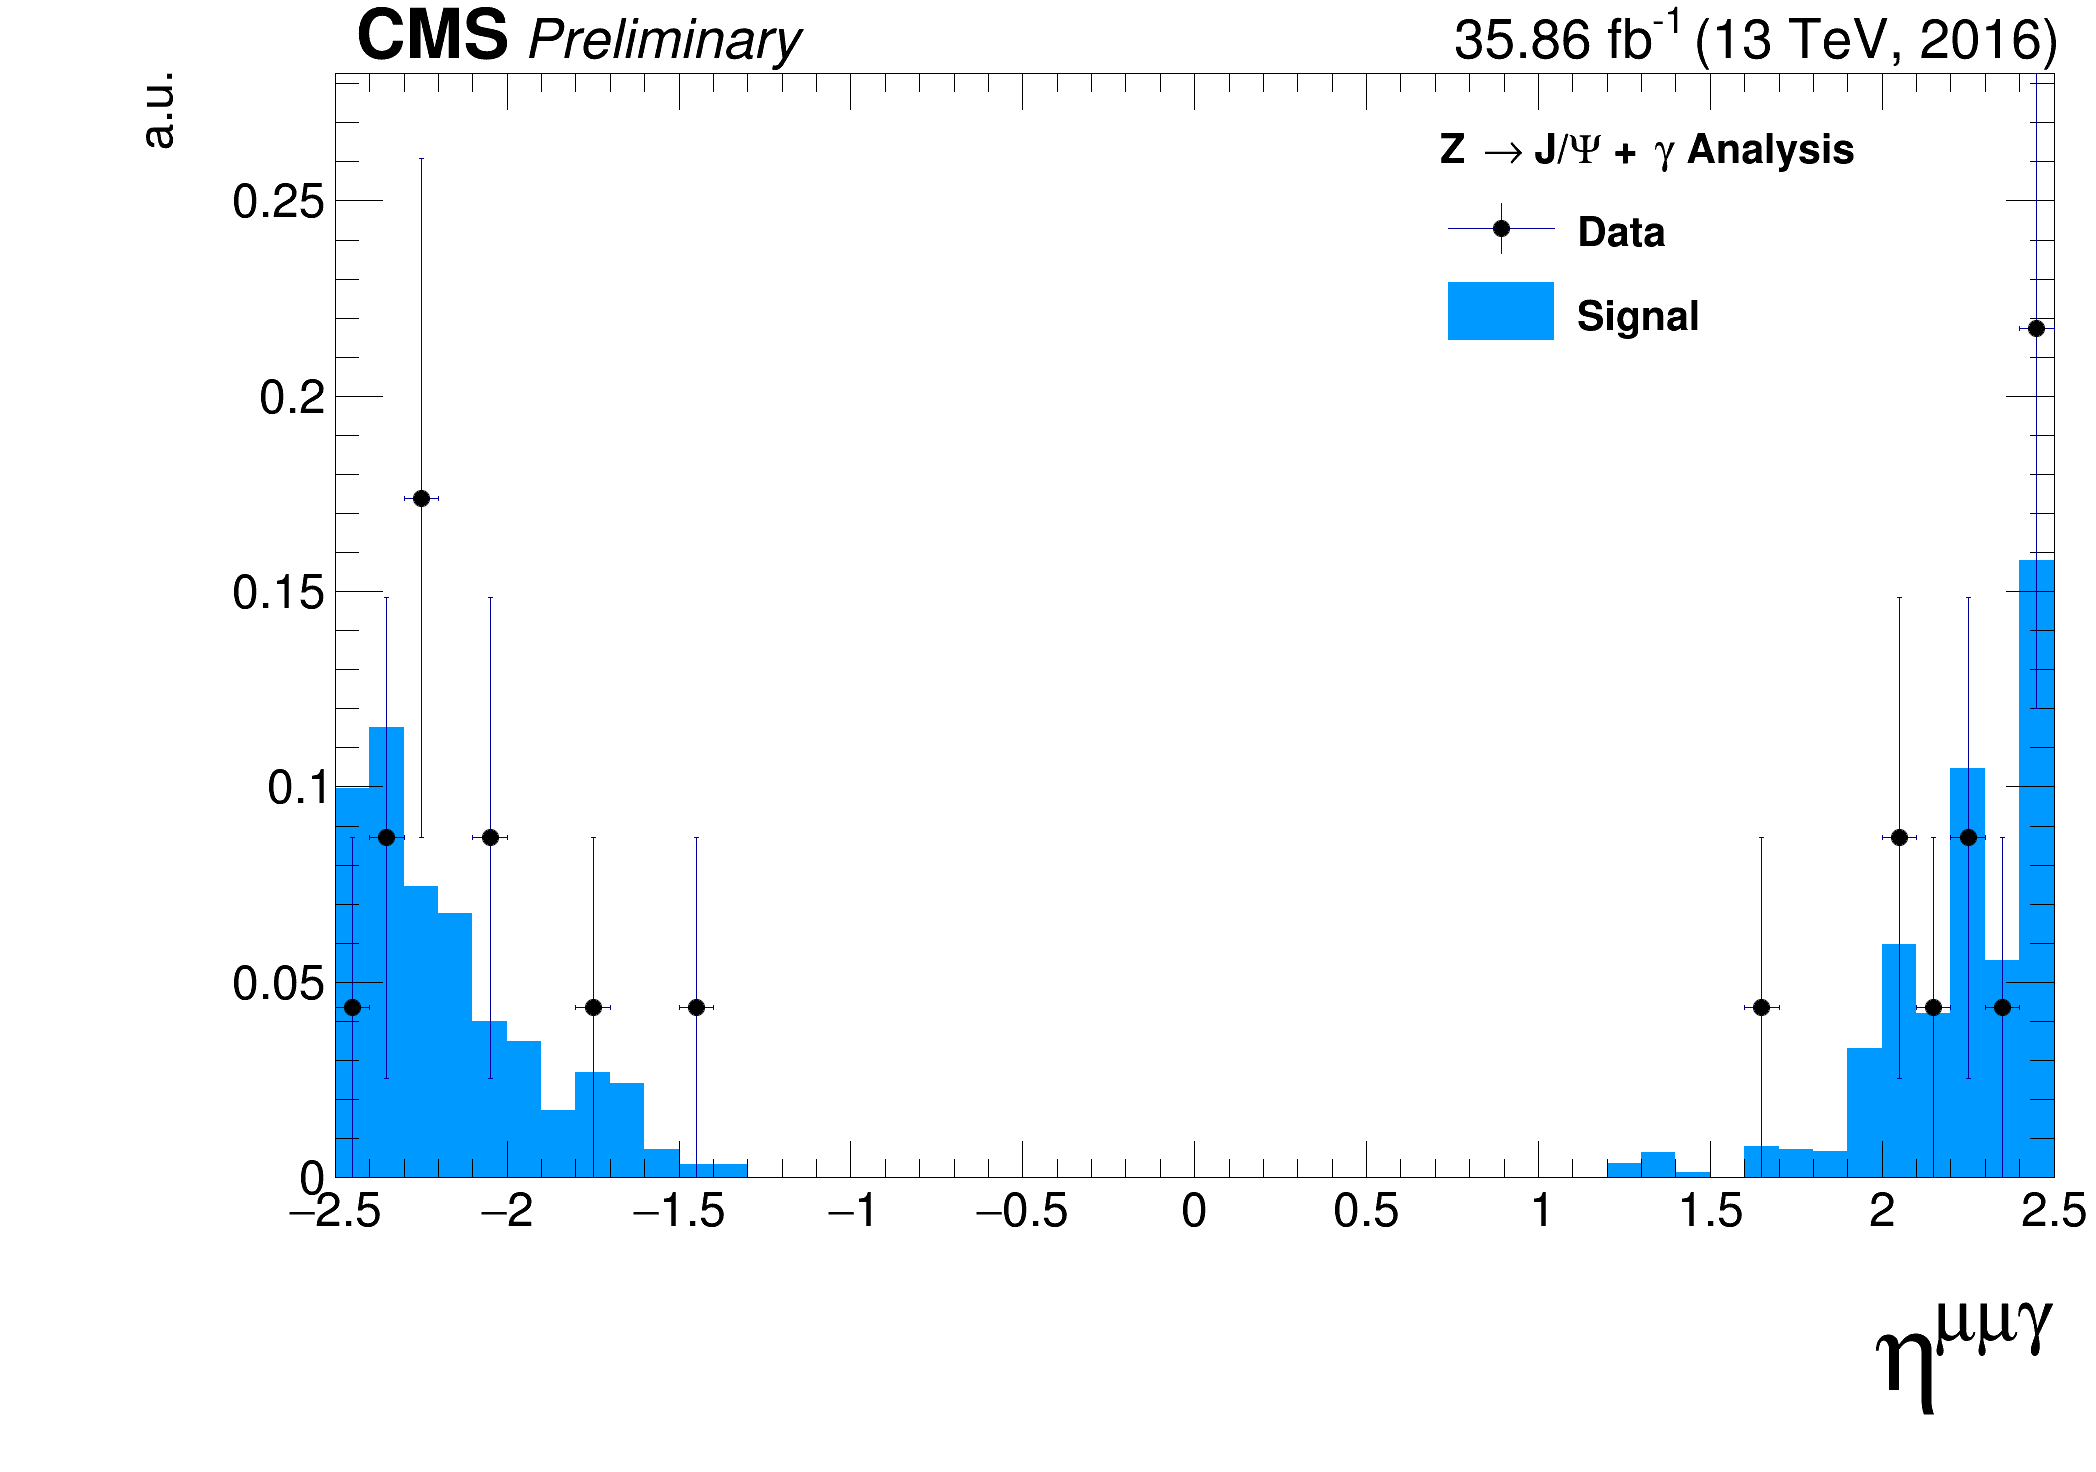 CMS Preliminary
35.86 fb⁻¹ (13 TeV, 2016)
a.u.
Z → J/Ψ + γ Analysis
Data
Signal
0.25
0.2
0.15
0.1
0.05
0
−2.5 −2 −1.5 −1 −0.5 0 0.5 1 1.5 2 2.5
η^μμγ